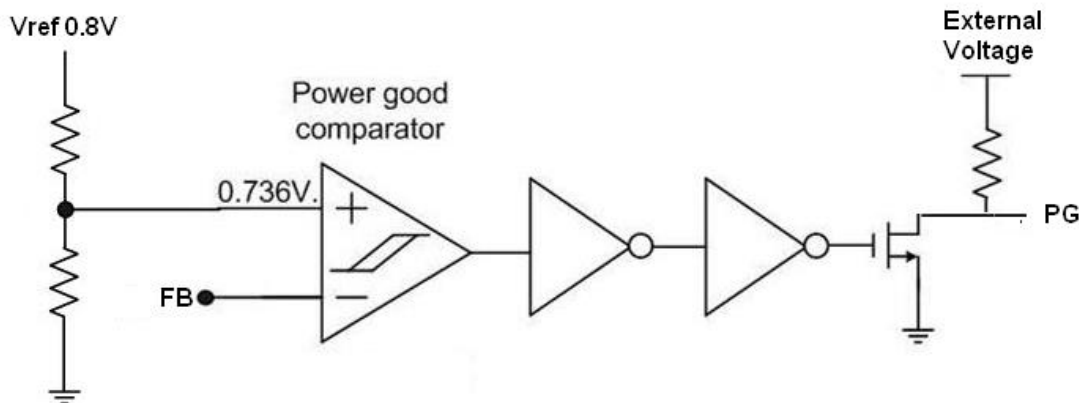 Vref 0.8V
External
Voltage
Power good
comparator
0.736V.
+
PG
FB
−